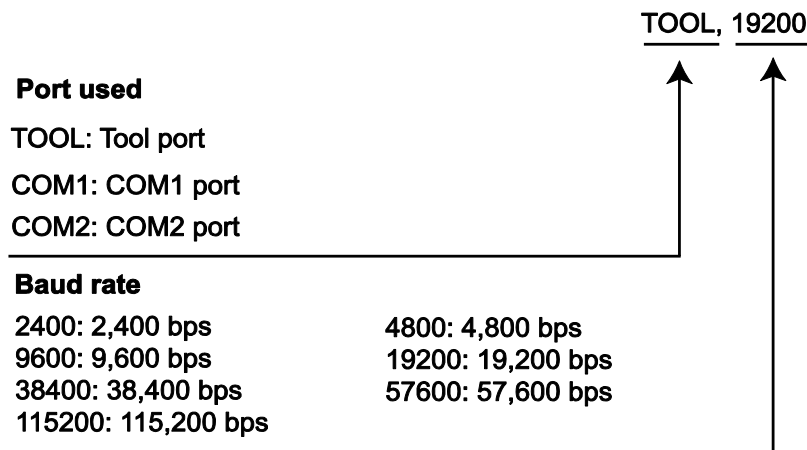 TOOL, 19200
Port used
TOOL: Tool port
COM1: COM1 port
COM2: COM2 port
Baud rate
2400: 2,400 bps 4800: 4,800 bps
9600: 9,600 bps 19200: 19,200 bps
38400: 38,400 bps 57600: 57,600 bps
115200: 115,200 bps